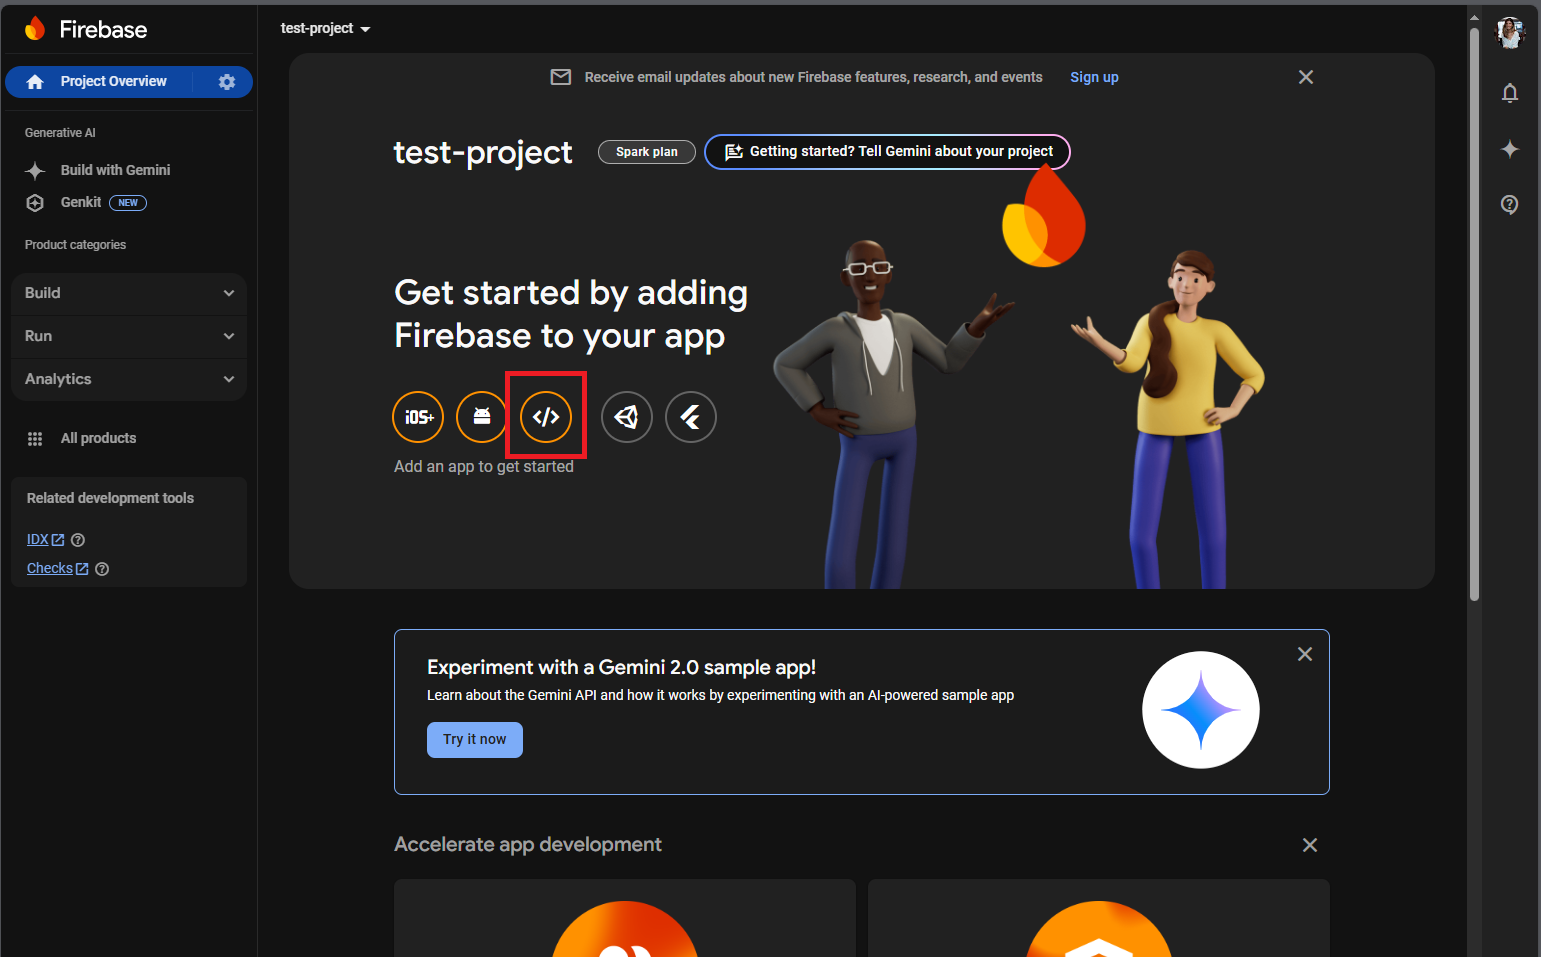 Firebase
test-project
Project Overview
Receive email updates about new Firebase features, research, and events Sign up
Generative AI
Build with Gemini
Genkit NEW
Product categories
Build
Run
Analytics
All products
Related development tools
IDX
Checks
test-project Spark plan Getting started? Tell Gemini about your project
Get started by adding
Firebase to your app
iOS+
Add an app to get started
Experiment with a Gemini 2.0 sample app!
Learn about the Gemini API and how it works by experimenting with an AI-powered sample app
Try it now
Accelerate app development